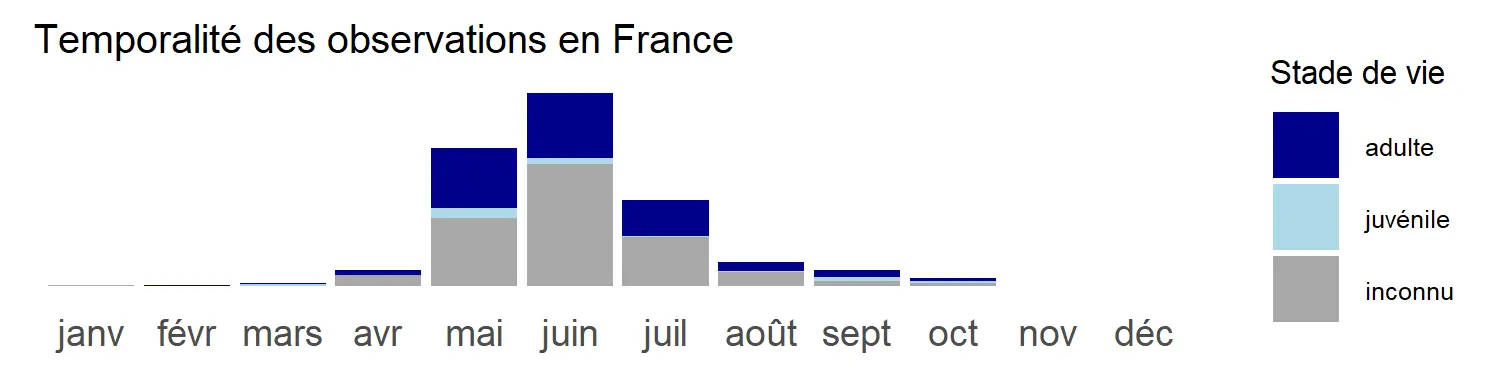 Temporalité des observations en France
Stade de vie
adulte
juvénile
inconnu
janv févr mars avr mai juin juil août sept oct nov déc